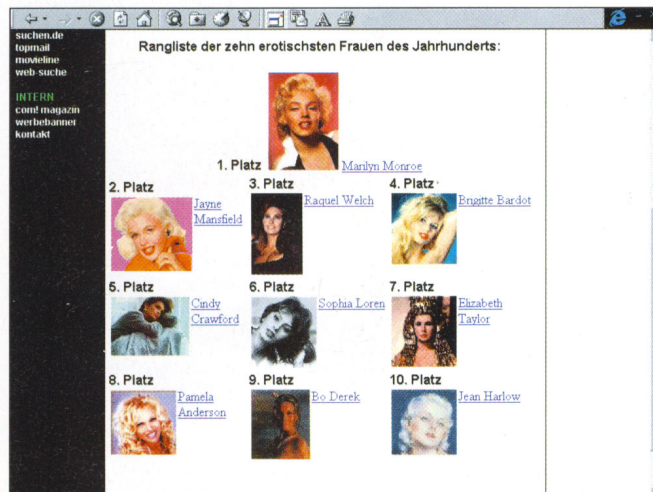 suchen.de
topmail
movieline
web-suche
INTERN
com! magazin
werbebanner
kontakt
Rangliste der zehn erotischsten Frauen des Jahrhunderts:
1. Platz Marilyn Monroe
2. Platz
Jayne
Mansfield
3. Platz
Raquel Welch
4. Platz
Brigitte Bardot
5. Platz
Cindy
Crawford
6. Platz
Sophia Loren
7. Platz
Elizabeth
Taylor
8. Platz
Pamela
Anderson
9. Platz
Bo Derek
10. Platz
Jean Harlow